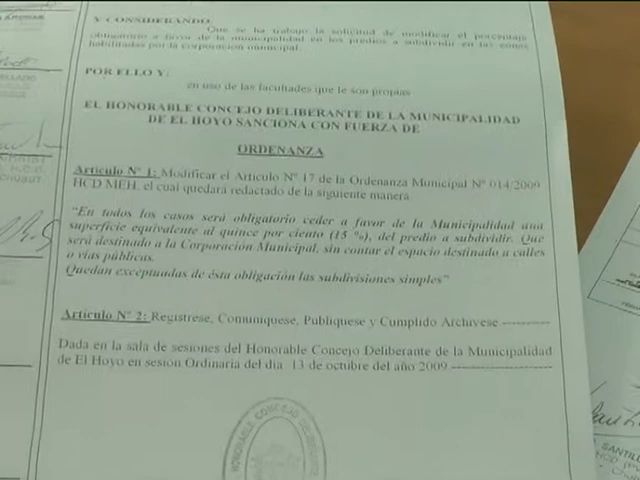 Y CONSIDERANDO
Que se ha trabajo la solicitud de modificar el porcentaje
obligatorio a favor de la municipalidad en los predios a subdividir en las zonas
habilitadas por la corporación municipal.
POR ELLO Y:
en uso de las facultades que le son propias
EL HONORABLE CONCEJO DELIBERANTE DE LA MUNICIPALIDAD
DE EL HOYO SANCIONA CON FUERZA DE
ORDENANZA
Articulo N° 1: Modificar el Articulo N° 17 de la Ordenanza Municipal N° 014/2009
HCD MEH, el cual quedará redactado de la siguiente manera
"En todos los casos será obligatorio ceder a favor de la Municipalidad una
superficie equivalente al quince por ciento (15 %), del predio a subdividir. Que
será destinado a la Corporación Municipal, sin contar el espacio destinado a calles
o vías públicas.
Quedan exceptuadas de ésta obligación las subdivisiones simples"
Articulo N° 2: Regístrese, Comuníquese, Publíquese y Cumplido Archívese ----------
Dada en la sala de sesiones del Honorable Concejo Deliberante de la Municipalidad
de El Hoyo en sesión Ordinaria del día 13 de octubre del año 2009 --------------------
HONORABLE CONCEJO DELIBERANTE
SANTILL